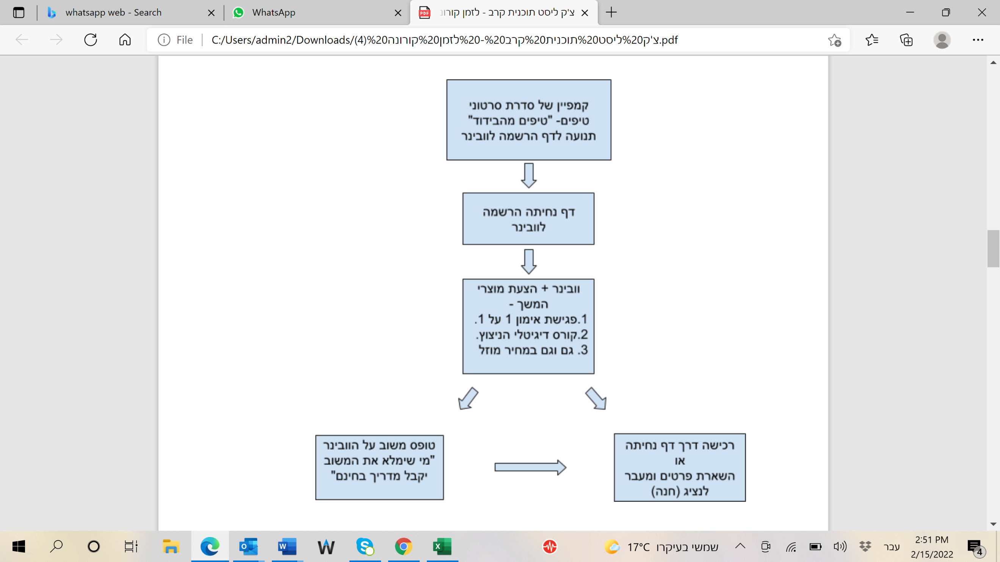 whatsapp web - Search
WhatsApp
צ'ק ליסט תוכנית קרב - לזמן קורונ
File
C:/Users/admin2/Downloads/(4)%20צ'ק%20ליסט%20תוכנית%20קרב%20-%20לזמן%20קורונה.pdf
קמפיין של סדרת סרטוני
טיפים- "טיפים מהבידוד"
תנועה לדף הרשמה לוובינר
דף נחיתה הרשמה
לוובינר
וובינר + הצעת מוצרי
המשך -
1.פגישת אימון 1 על 1.
2.קורס דיגיטלי הניצוץ.
3. גם וגם במחיר מוזל
טופס משוב על הוובינר
"מי שימלא את המשוב
יקבל מדריך בחינם"
רכישה דרך דף נחיתה
או
השארת פרטים ומעבר
לנציג (חנה)
17°C שמשי בעיקרו
עבר
2:51 PM
2/15/2022
4